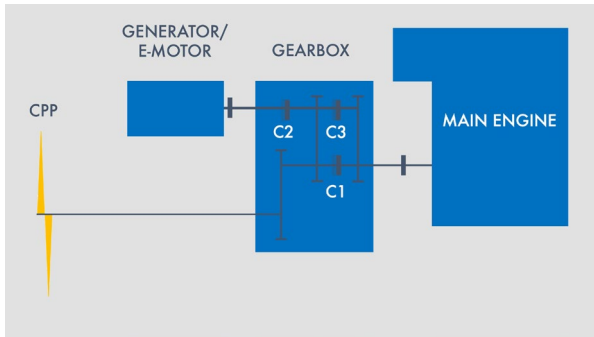 GENERATOR/
E-MOTOR
GEARBOX
CPP
MAIN ENGINE
C2
C3
C1